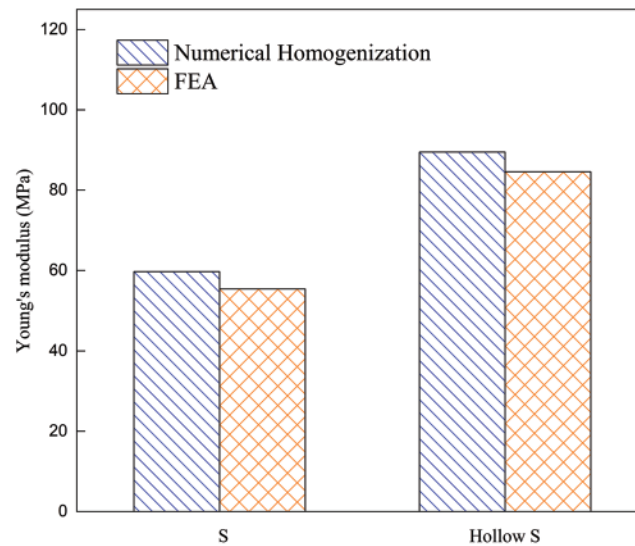 Young's modulus (MPa)
120
100
80
60
40
20
0
Numerical Homogenization
FEA
S
Hollow S